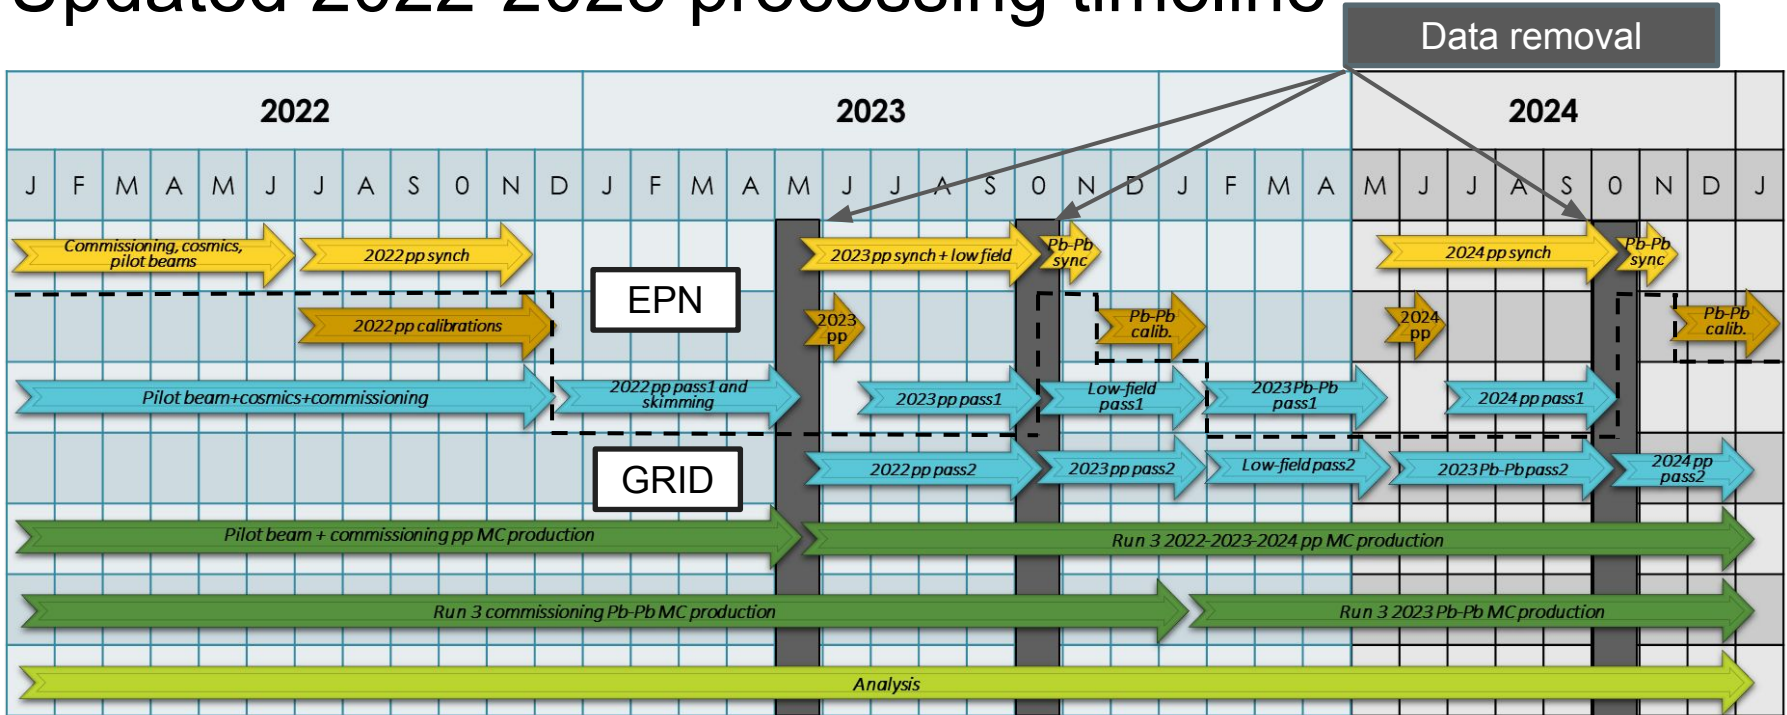 Updated 2022-2023 processing timeline
Data removal
2022 2023 2024
J F M A M J J A S O N D J F M A M J J A S O N D J F M A M J J A S O N D J
Commissioning, cosmics,
pilot beams
2022 pp synch
2023 pp synch + low field
Pb-Pb
sync
2024 pp synch
Pb-Pb
sync
EPN
2022 pp calibrations
2023
pp
Pb-Pb
calib.
2024
pp
Pb-Pb
calib.
Pilot beam+cosmics+commissioning
2022 pp pass1 and
skimming
2023 pp pass1
Low-field
pass1
2023 Pb-Pb
pass1
2024 pp pass1
GRID
2022 pp pass2
2023 pp pass2
Low-field pass2
2023 Pb-Pb pass2
2024 pp
pass2
Pilot beam + commissioning pp MC production
Run 3 2022-2023-2024 pp MC production
Run 3 commissioning Pb-Pb MC production
Run 3 2023 Pb-Pb MC production
Analysis